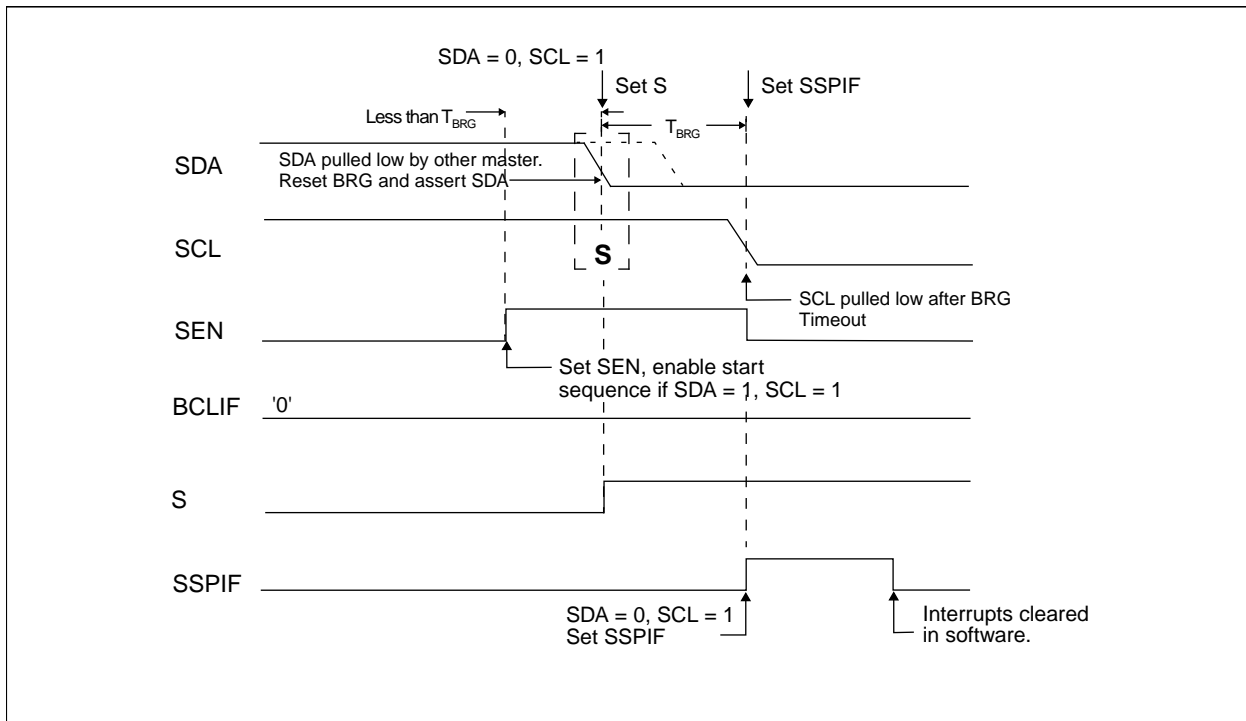 SDA = 0, SCL = 1
Set S
Set SSPIF
Less than TBRG
TBRG
SDA
SDA pulled low by other master.
Reset BRG and assert SDA
SCL
S
SCL pulled low after BRG
Timeout
SEN
Set SEN, enable start
sequence if SDA = 1, SCL = 1
BCLIF
'0'
S
SSPIF
SDA = 0, SCL = 1
Set SSPIF
Interrupts cleared
in software.